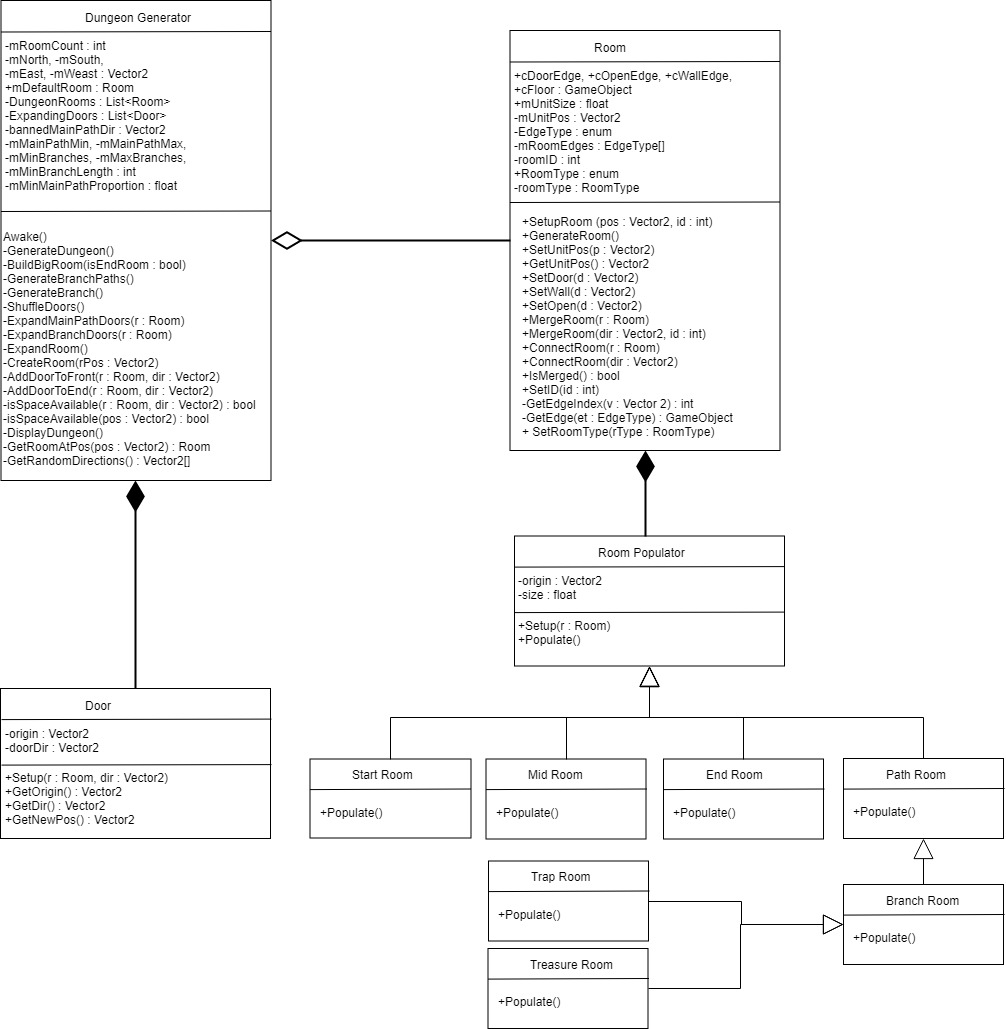 Dungeon Generator
-mRoomCount : int
-mNorth, -mSouth,
-mEast, -mWeast : Vector2
+mDefaultRoom : Room
-DungeonRooms : List<Room>
-ExpandingDoors : List<Door>
-bannedMainPathDir : Vector2
-mMainPathMin, -mMainPathMax,
-mMinBranches, -mMaxBranches,
-mMinBranchLength : int
-mMinMainPathProportion : float
Awake()
-GenerateDungeon()
-BuildBigRoom(isEndRoom : bool)
-GenerateBranchPaths()
-GenerateBranch()
-ShuffleDoors()
-ExpandMainPathDoors(r : Room)
-ExpandBranchDoors(r : Room)
-ExpandRoom()
-CreateRoom(rPos : Vector2)
-AddDoorToFront(r : Room, dir : Vector2)
-AddDoorToEnd(r : Room, dir : Vector2)
-isSpaceAvailable(r : Room, dir : Vector2) : bool
-isSpaceAvailable(pos : Vector2) : bool
-DisplayDungeon()
-GetRoomAtPos(pos : Vector2) : Room
-GetRandomDirections() : Vector2[]
Room
+cDoorEdge, +cOpenEdge, +cWallEdge,
+cFloor : GameObject
+mUnitSize : float
-mUnitPos : Vector2
-EdgeType : enum
-mRoomEdges : EdgeType[]
-roomID : int
+RoomType : enum
-roomType : RoomType
+SetupRoom (pos : Vector2, id : int)
+GenerateRoom()
+SetUnitPos(p : Vector2)
+GetUnitPos() : Vector2
+SetDoor(d : Vector2)
+SetWall(d : Vector2)
+SetOpen(d : Vector2)
+MergeRoom(r : Room)
+MergeRoom(dir : Vector2, id : int)
+ConnectRoom(r : Room)
+ConnectRoom(dir : Vector2)
+IsMerged() : bool
+SetID(id : int)
-GetEdgeIndex(v : Vector 2) : int
-GetEdge(et : EdgeType) : GameObject
+ SetRoomType(rType : RoomType)
Room Populator
-origin : Vector2
-size : float
+Setup(r : Room)
+Populate()
Door
-origin : Vector2
-doorDir : Vector2
+Setup(r : Room, dir : Vector2)
+GetOrigin() : Vector2
+GetDir() : Vector2
+GetNewPos() : Vector2
Start Room
+Populate()
Mid Room
+Populate()
End Room
+Populate()
Path Room
+Populate()
Trap Room
+Populate()
Branch Room
+Populate()
Treasure Room
+Populate()